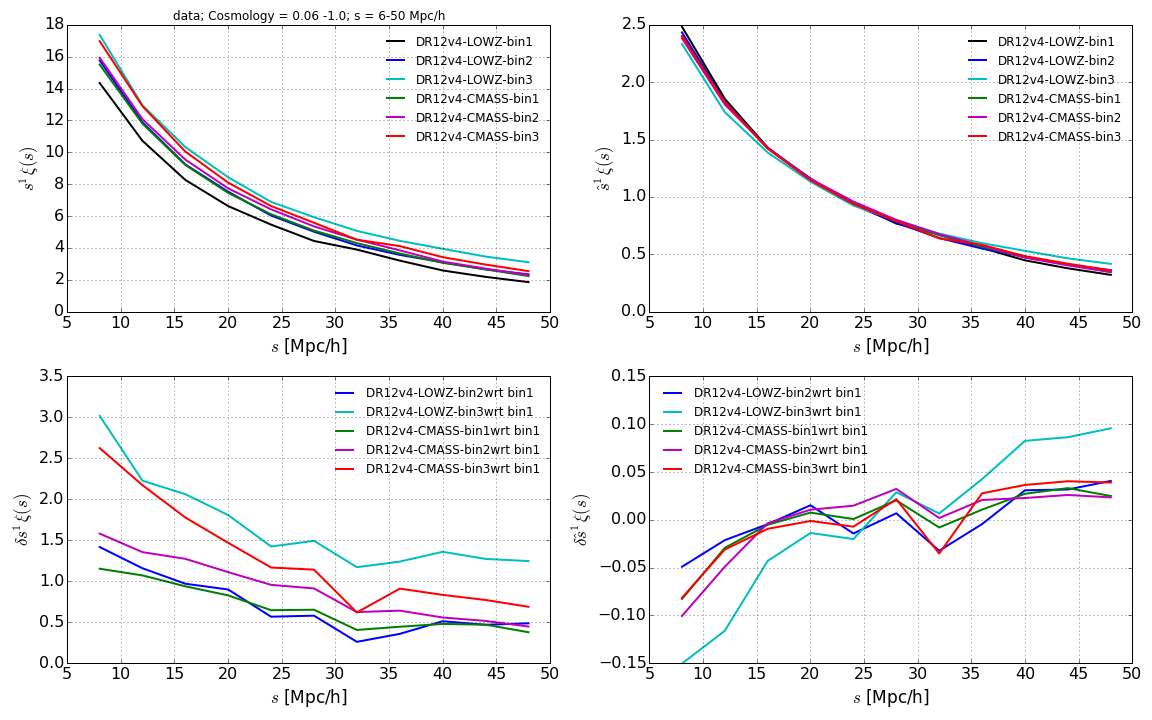 data; Cosmology = 0.06 -1.0; s = 6-50 Mpc/h
18
16
14
12
10
8
6
4
2
0
s¹ ξ(s)
DR12v4-LOWZ-bin1
DR12v4-LOWZ-bin2
DR12v4-LOWZ-bin3
DR12v4-CMASS-bin1
DR12v4-CMASS-bin2
DR12v4-CMASS-bin3
5 10 15 20 25 30 35 40 45 50
s [Mpc/h]
2.5
2.0
1.5
1.0
0.5
0.0
ŝ¹ ξ(s)
DR12v4-LOWZ-bin1
DR12v4-LOWZ-bin2
DR12v4-LOWZ-bin3
DR12v4-CMASS-bin1
DR12v4-CMASS-bin2
DR12v4-CMASS-bin3
5 10 15 20 25 30 35 40 45 50
s [Mpc/h]
3.5
3.0
2.5
2.0
1.5
1.0
0.5
0.0
δs¹ ξ(s)
DR12v4-LOWZ-bin2wrt bin1
DR12v4-LOWZ-bin3wrt bin1
DR12v4-CMASS-bin1wrt bin1
DR12v4-CMASS-bin2wrt bin1
DR12v4-CMASS-bin3wrt bin1
5 10 15 20 25 30 35 40 45 50
s [Mpc/h]
0.15
0.10
0.05
0.00
−0.05
−0.10
−0.15
δŝ¹ ξ(s)
DR12v4-LOWZ-bin2wrt bin1
DR12v4-LOWZ-bin3wrt bin1
DR12v4-CMASS-bin1wrt bin1
DR12v4-CMASS-bin2wrt bin1
DR12v4-CMASS-bin3wrt bin1
5 10 15 20 25 30 35 40 45 50
s [Mpc/h]